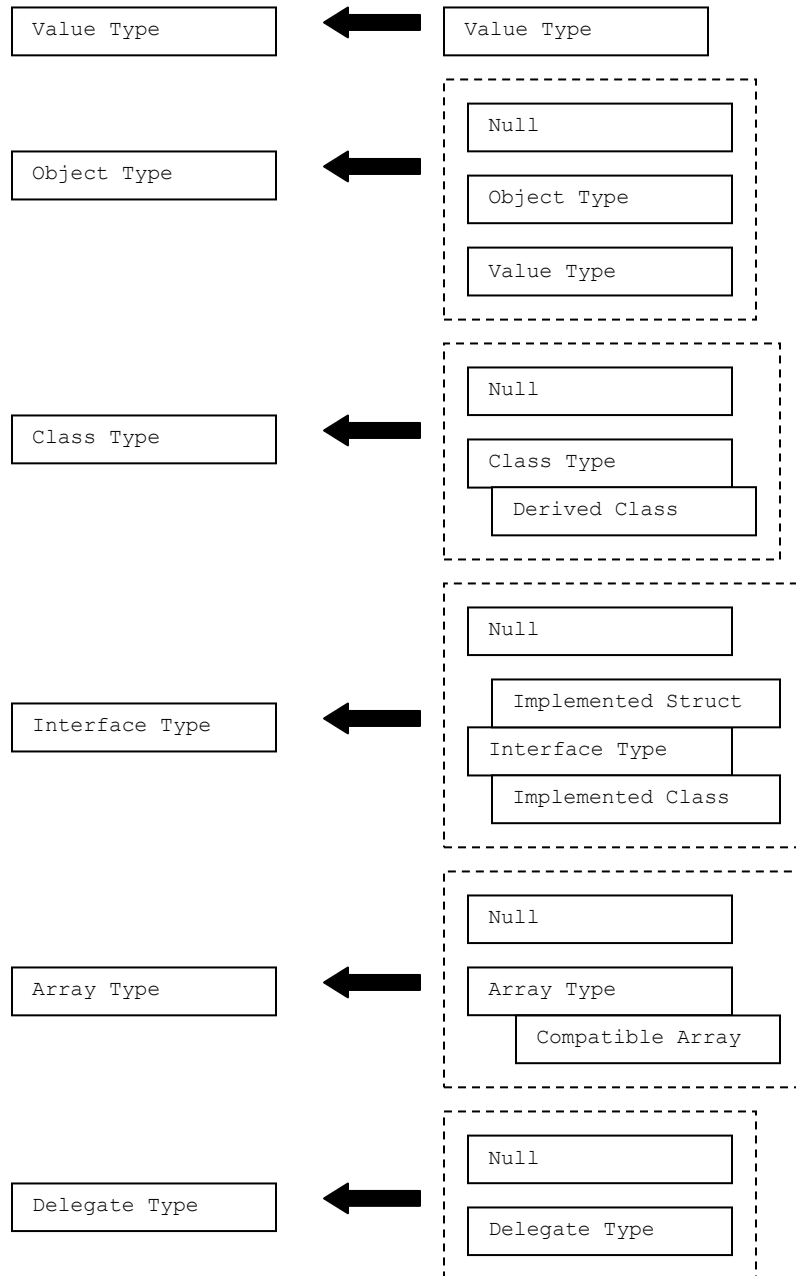 Value Type
Value Type
Null
Object Type
Object Type
Value Type
Null
Class Type
Class Type
Derived Class
Null
Implemented Struct
Interface Type
Interface Type
Implemented Class
Null
Array Type
Array Type
Compatible Array
Null
Delegate Type
Delegate Type